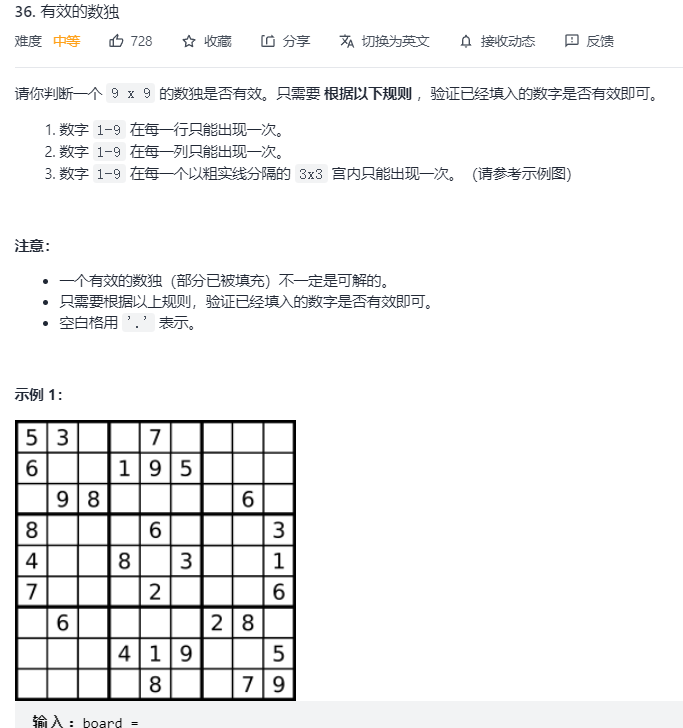 36. 有效的数独
难度 中等 728 收藏 分享 切换为英文 接收动态 反馈
请你判断一个 9 x 9 的数独是否有效。只需要 根据以下规则 ，验证已经填入的数字是否有效即可。
1. 数字 1-9 在每一行只能出现一次。
2. 数字 1-9 在每一列只能出现一次。
3. 数字 1-9 在每一个以粗实线分隔的 3x3 宫内只能出现一次。（请参考示例图）
注意：
• 一个有效的数独（部分已被填充）不一定是可解的。
• 只需要根据以上规则，验证已经填入的数字是否有效即可。
• 空白格用 '.' 表示。
示例 1：
5 3 7
6 1 9 5
9 8 6
8 6 3
4 8 3 1
7 2 6
6 2 8
4 1 9 5
8 7 9
输入：board =